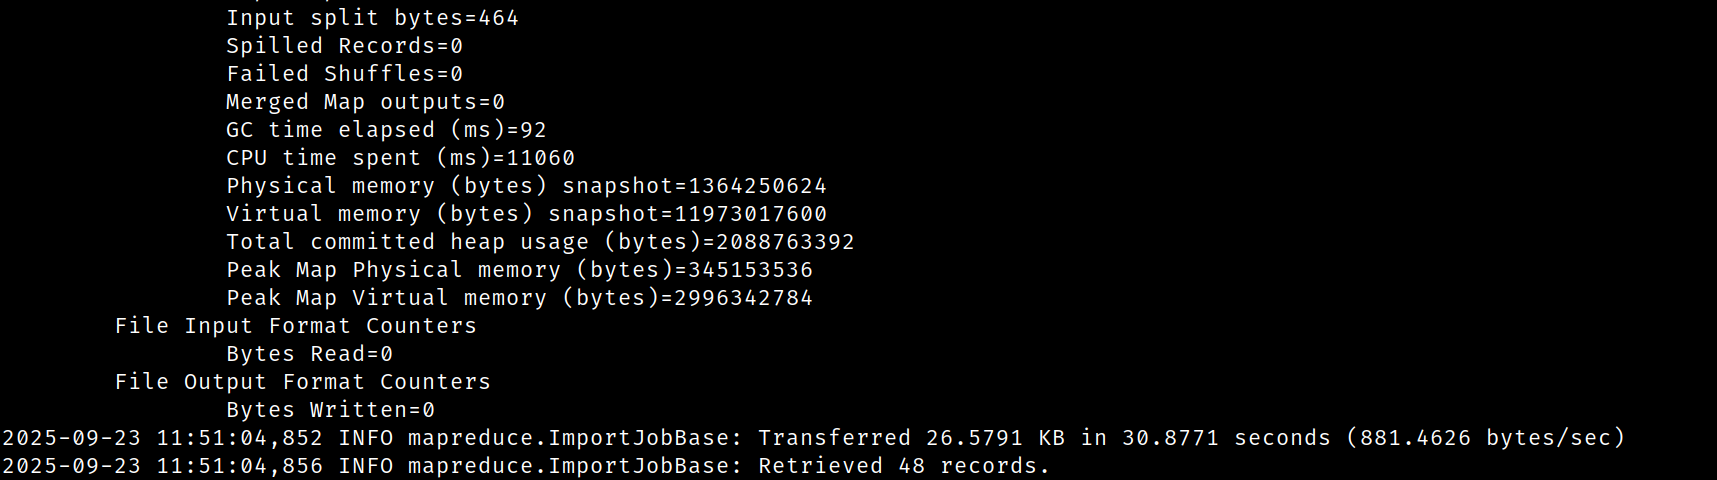 Input split bytes=464
Spilled Records=0
Failed Shuffles=0
Merged Map outputs=0
GC time elapsed (ms)=92
CPU time spent (ms)=11060
Physical memory (bytes) snapshot=1364250624
Virtual memory (bytes) snapshot=11973017600
Total committed heap usage (bytes)=2088763392
Peak Map Physical memory (bytes)=345153536
Peak Map Virtual memory (bytes)=2996342784
File Input Format Counters
Bytes Read=0
File Output Format Counters
Bytes Written=0
2025-09-23 11:51:04,852 INFO mapreduce.ImportJobBase: Transferred 26.5791 KB in 30.8771 seconds (881.4626 bytes/sec)
2025-09-23 11:51:04,856 INFO mapreduce.ImportJobBase: Retrieved 48 records.